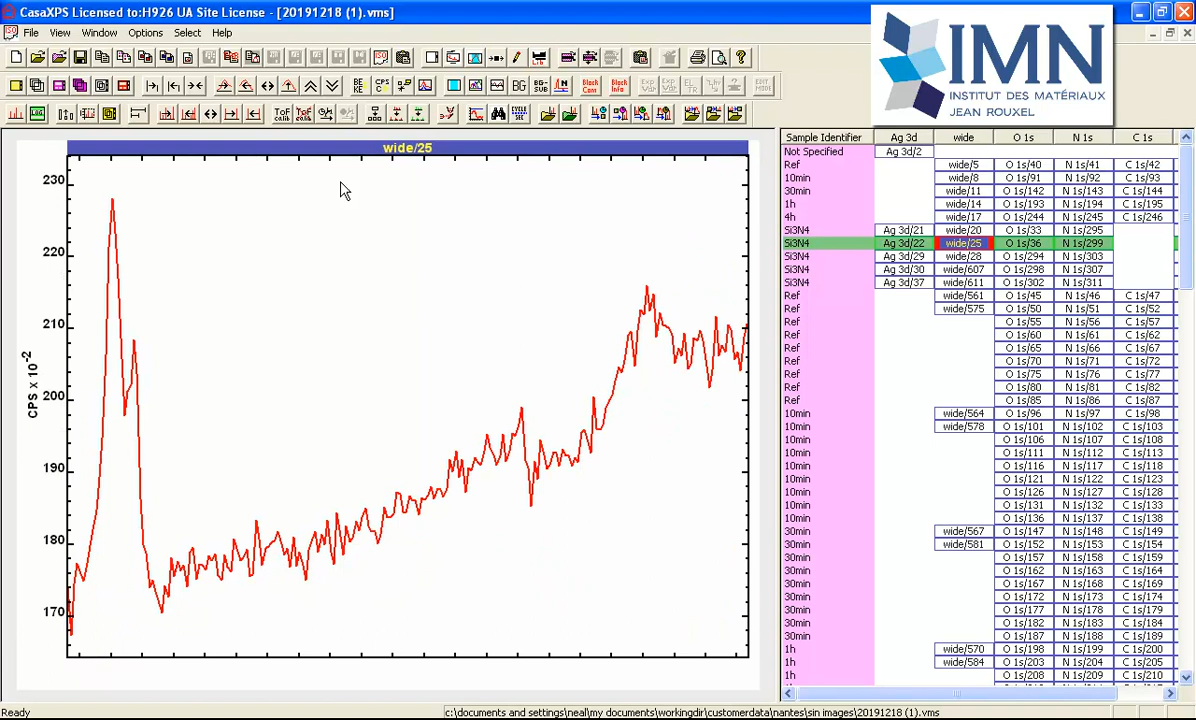 CasaXPS Licensed to:H926 UA Site License - [20191218 (1).vms]
File View Window Options Select Help
IMN
INSTITUT DES MATÉRIAUX
JEAN ROUXEL
wide/25
CPS x 10-2
230
220
210
200
190
180
170
Sample Identifier Ag 3d wide O 1s N 1s C 1s
Not Specified Ag 3d/2
Ref wide/5 O 1s/40 N 1s/41 C 1s/42
10min wide/8 O 1s/91 N 1s/92 C 1s/93
30min wide/11 O 1s/142 N 1s/143 C 1s/144
1h wide/14 O 1s/193 N 1s/194 C 1s/195
4h wide/17 O 1s/244 N 1s/245 C 1s/246
Si3N4 Ag 3d/21 wide/20 O 1s/33 N 1s/295
Si3N4 Ag 3d/22 wide/25 O 1s/36 N 1s/299
Si3N4 Ag 3d/29 wide/28 O 1s/294 N 1s/303
Si3N4 Ag 3d/30 wide/607 O 1s/298 N 1s/307
Si3N4 Ag 3d/37 wide/611 O 1s/302 N 1s/311
Ref wide/561 O 1s/45 N 1s/46 C 1s/47
Ref wide/575 O 1s/50 N 1s/51 C 1s/52
Ref O 1s/55 N 1s/56 C 1s/57
Ref O 1s/60 N 1s/61 C 1s/62
Ref O 1s/65 N 1s/66 C 1s/67
Ref O 1s/70 N 1s/71 C 1s/72
Ref O 1s/75 N 1s/76 C 1s/77
Ref O 1s/80 N 1s/81 C 1s/82
Ref O 1s/85 N 1s/86 C 1s/87
10min wide/564 O 1s/96 N 1s/97 C 1s/98
10min wide/578 O 1s/101 N 1s/102 C 1s/103
10min O 1s/106 N 1s/107 C 1s/108
10min O 1s/111 N 1s/112 C 1s/113
10min O 1s/116 N 1s/117 C 1s/118
10min O 1s/121 N 1s/122 C 1s/123
10min O 1s/126 N 1s/127 C 1s/128
10min O 1s/131 N 1s/132 C 1s/133
10min O 1s/136 N 1s/137 C 1s/138
30min wide/567 O 1s/147 N 1s/148 C 1s/149
30min wide/581 O 1s/152 N 1s/153 C 1s/154
30min O 1s/157 N 1s/158 C 1s/159
30min O 1s/162 N 1s/163 C 1s/164
30min O 1s/167 N 1s/168 C 1s/169
30min O 1s/172 N 1s/173 C 1s/174
30min O 1s/177 N 1s/178 C 1s/179
30min O 1s/182 N 1s/183 C 1s/184
30min O 1s/187 N 1s/188 C 1s/189
1h wide/570 O 1s/198 N 1s/199 C 1s/200
1h wide/584 O 1s/203 N 1s/204 C 1s/205
1h O 1s/208 N 1s/209 C 1s/210
Ready c:\documents and settings\neal\my documents\workingdir\customerdata\nantes\sin images\20191218 (1).vms